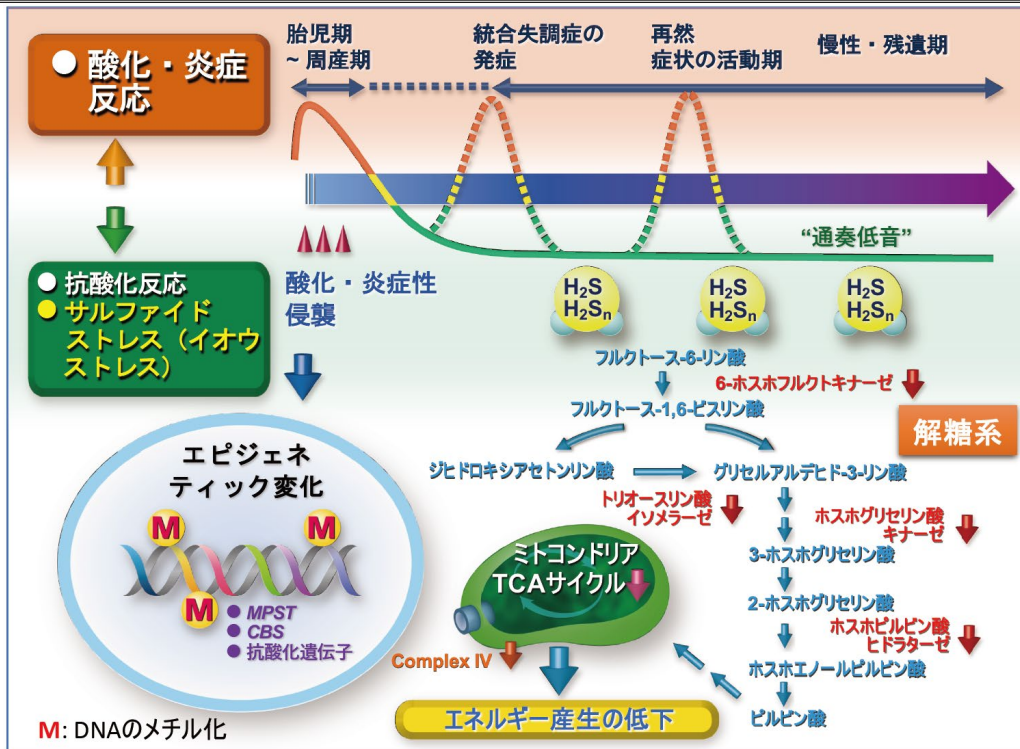 ● 酸化・炎症
反応
胎児期
~ 周産期
統合失調症の
発症
再然
症状の活動期
慢性・残遺期
“通奏低音”
● 抗酸化反応
● サルファイド
ストレス（イオウ
ストレス）
酸化・炎症性
侵襲
H2S
H2Sn
H2S
H2Sn
H2S
H2Sn
フルクトース-6-リン酸
6-ホスホフルクトキナーゼ
フルクトース-1,6-ビスリン酸
解糖系
ジヒドロキシアセトンリン酸
グリセルアルデヒド-3-リン酸
トリオースリン酸
イソメラーゼ
ホスホグリセリン酸
キナーゼ
3-ホスホグリセリン酸
2-ホスホグリセリン酸
ホスホピルビン酸
ヒドラターゼ
ホスホエノールピルビン酸
ピルビン酸
エピジェネ
ティック変化
M
M
M
● MPST
● CBS
● 抗酸化遺伝子
ミトコンドリア
TCAサイクル
Complex IV
エネルギー産生の低下
M: DNAのメチル化